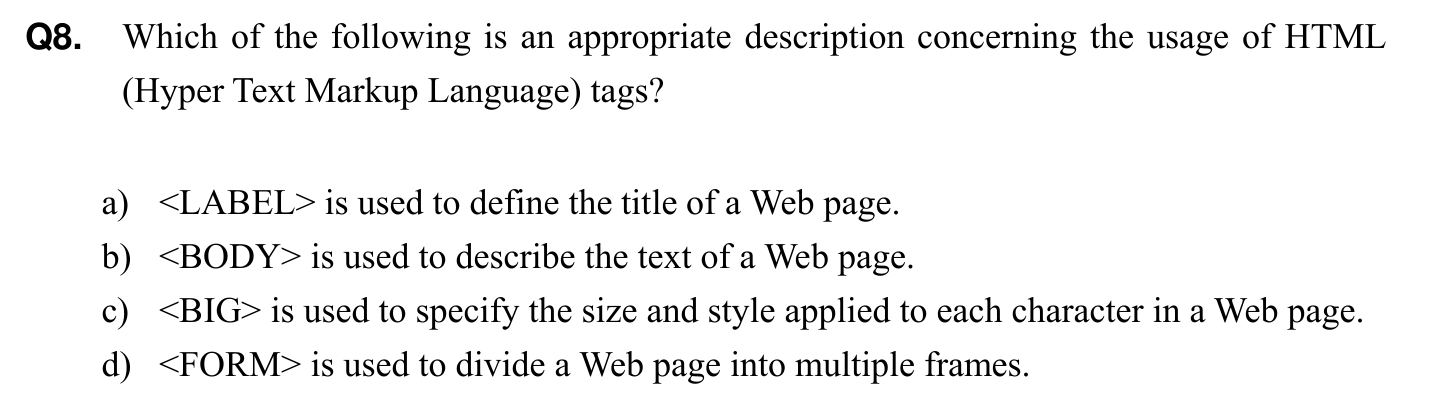 Q8. Which of the following is an appropriate description concerning the usage of HTML
(Hyper Text Markup Language) tags?
a) <LABEL> is used to define the title of a Web page.
b) <BODY> is used to describe the text of a Web page.
c) <BIG> is used to specify the size and style applied to each character in a Web page.
d) <FORM> is used to divide a Web page into multiple frames.